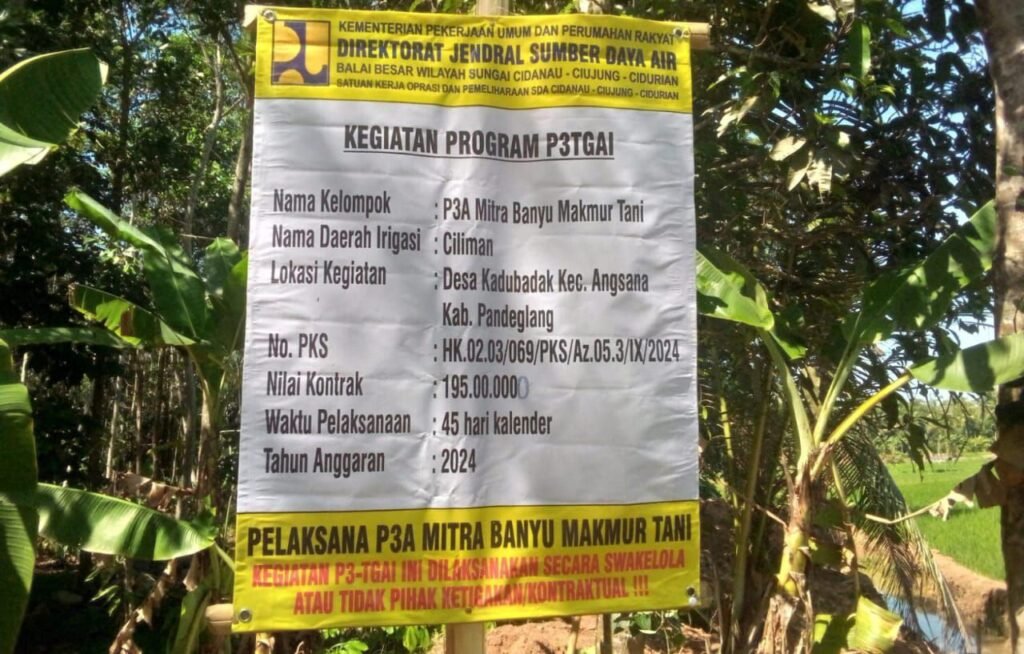 KEMENTERIAN PEKERJAAN UMUM DAN PERUMAHAN RAKYAT
DIREKTORAT JENDRAL SUMBER DAYA AIR
BALAI BESAR WILAYAH SUNGAI CIDANAU - CIUJUNG - CIDURIAN
SATUAN KERJA OPRASI DAN PEMELIHARAAN SDA CIDANAU - CIUJUNG - CIDURIAN
KEGIATAN PROGRAM P3TGAI
Nama Kelompok : P3A Mitra Banyu Makmur Tani
Nama Daerah Irigasi : Ciliman
Lokasi Kegiatan : Desa Kadubadak Kec. Angsana
Kab. Pandeglang
No. PKS : HK.02.03/069/PKS/Az.05.3/IX/2024
Nilai Kontrak : 195.00.0000
Waktu Pelaksanaan : 45 hari kalender
Tahun Anggaran : 2024
PELAKSANA P3A MITRA BANYU MAKMUR TANI
KEGIATAN P3-TGAI INI DILAKSANAKAN SECARA SWAKELOLA
ATAU TIDAK PIHAK KETIGAKAN/KONTRAKTUAL !!!